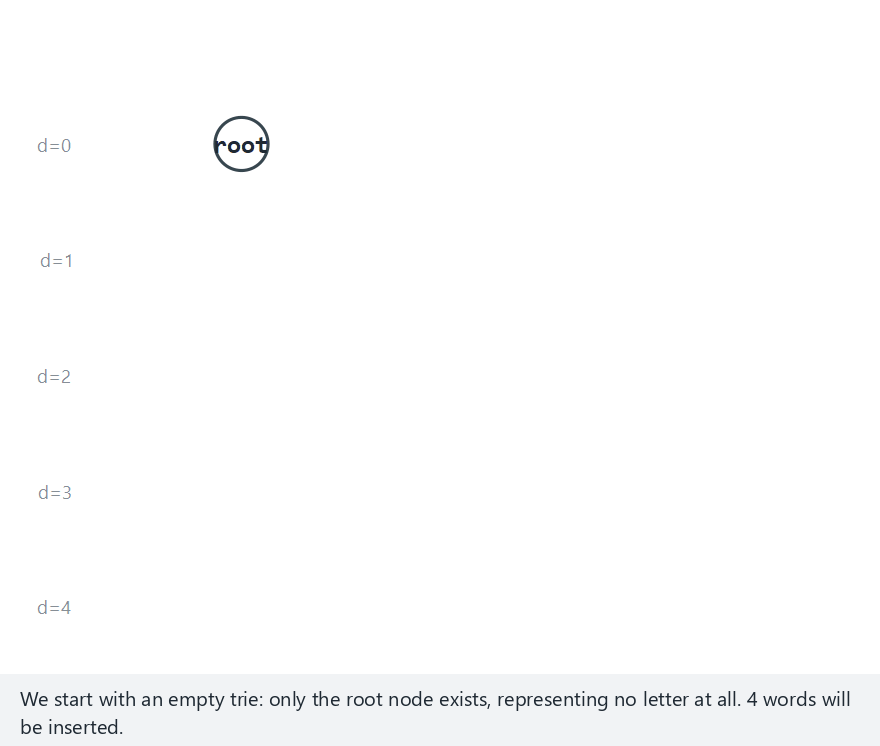 d=0
root
d=1
d=2
d=3
d=4
We start with an empty trie: only the root node exists, representing no letter at all. 4 words will
be inserted.